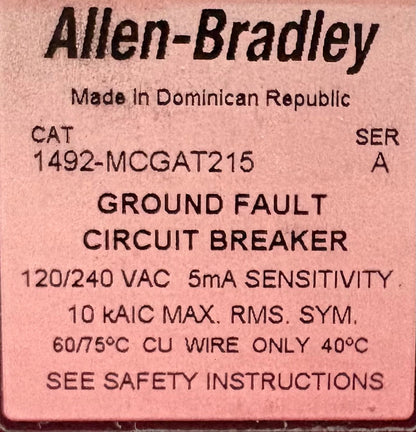 Allen-Bradley
Made in Dominican Republic
CAT SER
1492-MCGAT215 A
GROUND FAULT
CIRCUIT BREAKER
120/240 VAC 5mA SENSITIVITY.
10 kAIC MAX. RMS. SYM.
60/75°C CU WIRE ONLY 40°C
SEE SAFETY INSTRUCTIONS